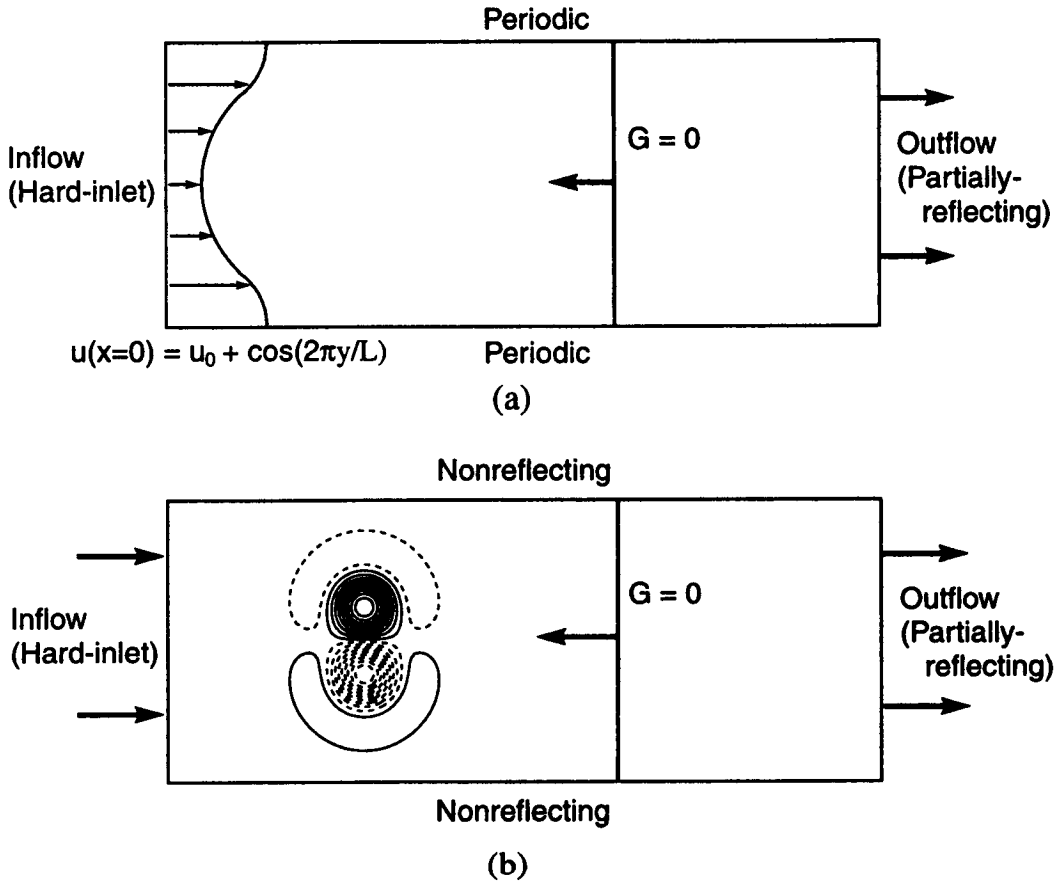 Periodic
G = 0
Inflow
(Hard-inlet)
Outflow
(Partially-
reflecting)
u(x=0) = u₀ + cos(2πy/L)
Periodic
(a)
Nonreflecting
G = 0
Inflow
(Hard-inlet)
Outflow
(Partially-
reflecting)
Nonreflecting
(b)